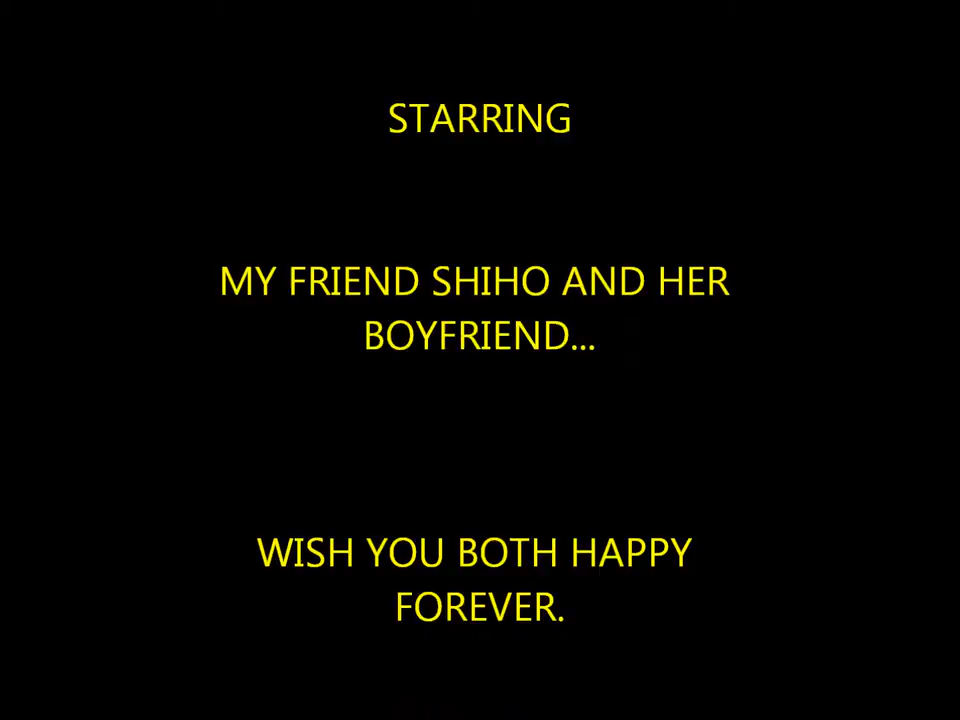 STARRING
MY FRIEND SHIHO AND HER
BOYFRIEND...
WISH YOU BOTH HAPPY
FOREVER.